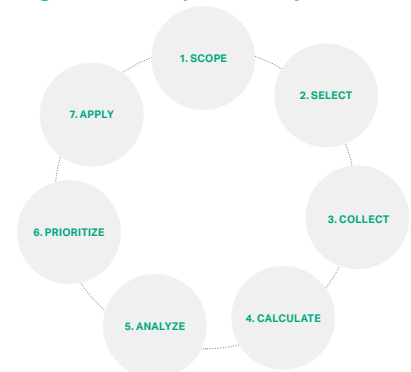 1. SCOPE
2. SELECT
3. COLLECT
4. CALCULATE
5. ANALYZE
6. PRIORITIZE
7. APPLY